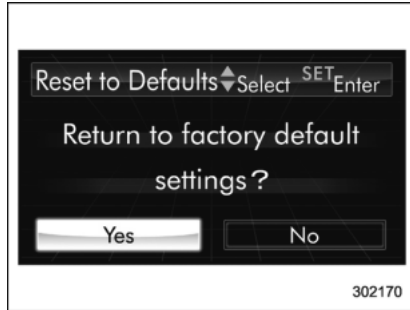 Reset to Defaults Select SET Enter
Return to factory default
settings?
Yes No
302170